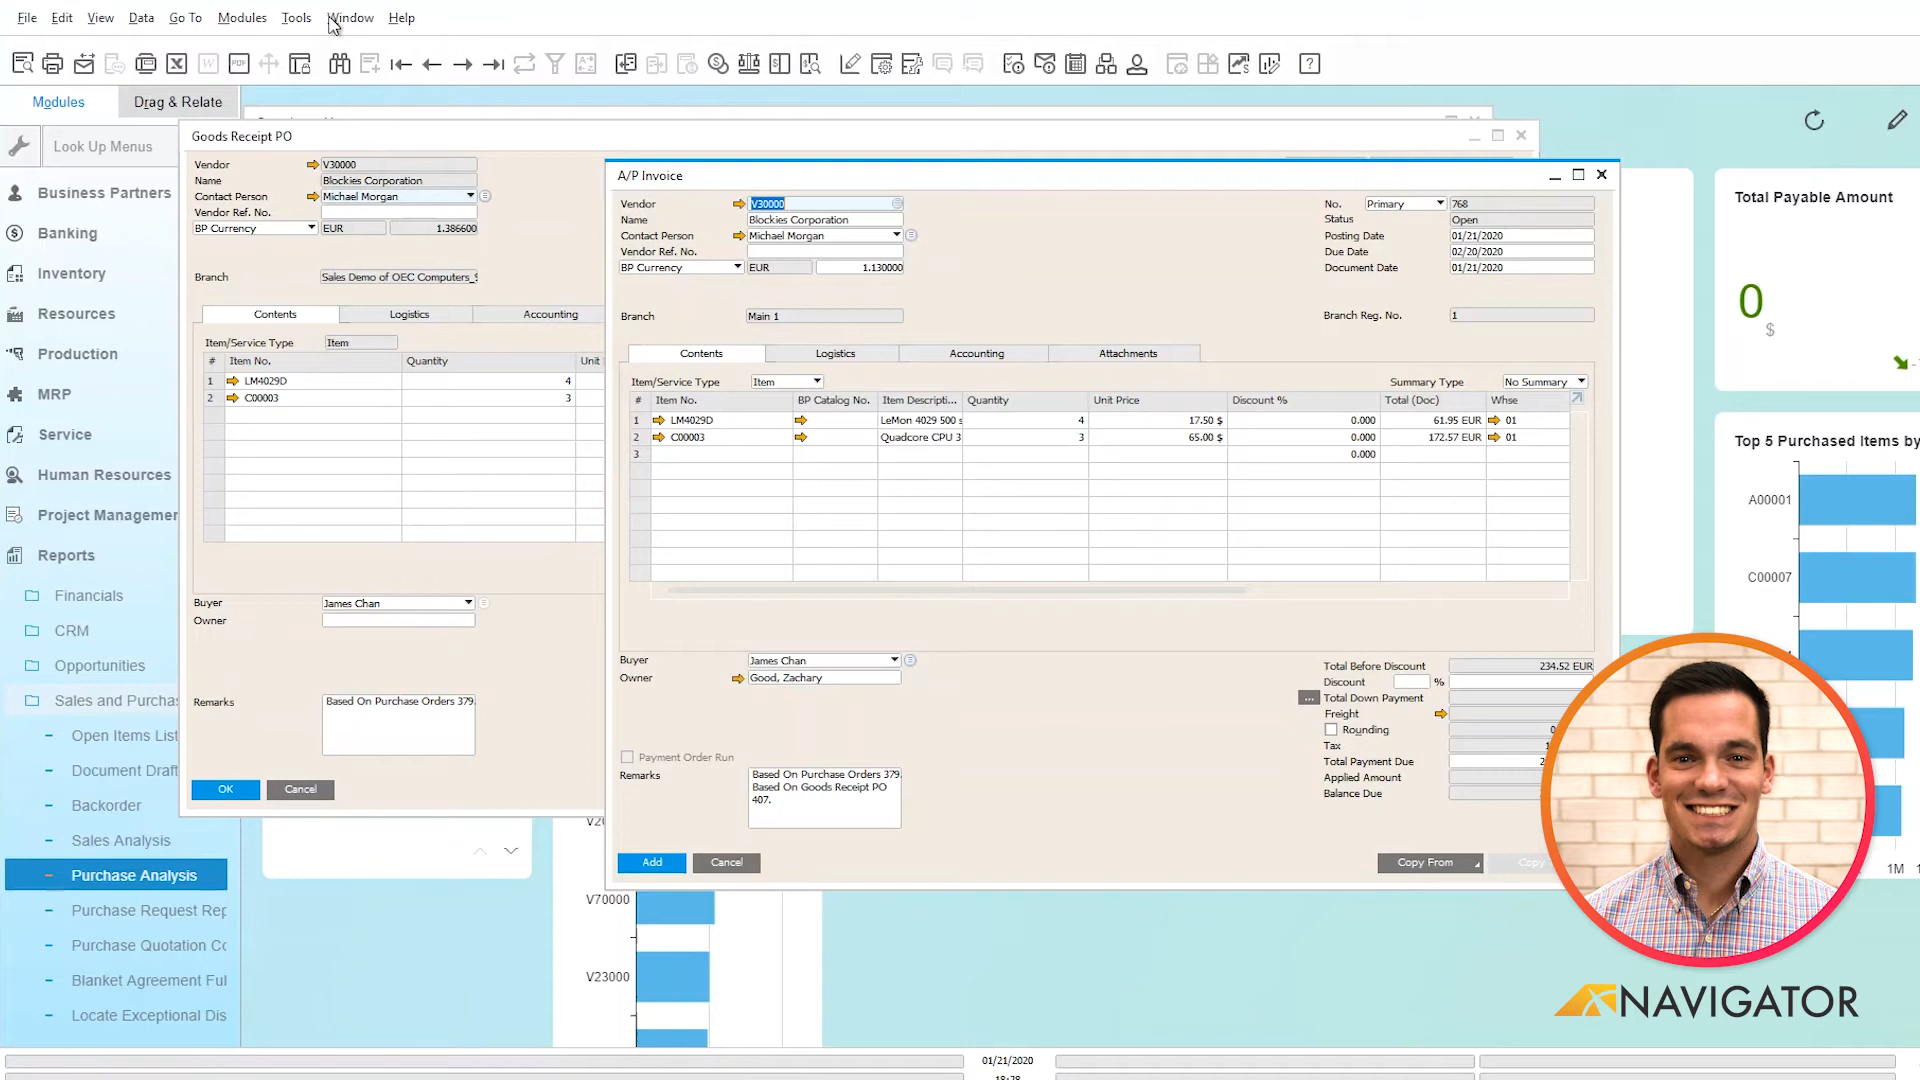 File Edit View Data Go To Modules Tools Window Help
Modules Drag & Relate
Look Up Menus
Business Partners
Banking
Inventory
Resources
Production
MRP
Service
Human Resources
Project Managemer
Reports
Financials
CRM
Opportunities
Sales and Purchas
Open Items List
Document Draft
Backorder
Sales Analysis
Purchase Analysis
Purchase Request Rep
Purchase Quotation Co
Blanket Agreement Ful
Locate Exceptional Dis
Goods Receipt PO
Vendor V30000
Name Blockies Corporation
Contact Person Michael Morgan
Vendor Ref. No.
BP Currency EUR 1.386600
Branch Sales Demo of OEC Computers_S
Contents Logistics Accounting
Item/Service Type Item
# Item No. Quantity Unit
1 LM4029D 4
2 C00003 3
Buyer James Chan
Owner
Remarks Based On Purchase Orders 379.
OK Cancel
A/P Invoice
Vendor V30000
Name Blockies Corporation
Contact Person Michael Morgan
Vendor Ref. No.
BP Currency EUR 1.130000
Branch Main 1
No. Primary 768
Status Open
Posting Date 01/21/2020
Due Date 02/20/2020
Document Date 01/21/2020
Branch Reg. No. 1
Contents Logistics Accounting Attachments
Item/Service Type Item Summary Type No Summary
# Item No. BP Catalog No. Item Descripti... Quantity Unit Price Discount % Total (Doc) Whse
1 LM4029D LeMon 4029 500 s 4 17.50 $ 0.000 61.95 EUR 01
2 C00003 Quadcore CPU 3 3 65.00 $ 0.000 172.57 EUR 01
3 0.000
Buyer James Chan
Owner Good, Zachary
Payment Order Run
Remarks Based On Purchase Orders 379.
Based On Goods Receipt PO
407.
Total Before Discount 234.52 EUR
Discount %
... Total Down Payment
Freight
Rounding 0
Tax 1
Total Payment Due 2
Applied Amount
Balance Due
Add Cancel Copy From Copy
Total Payable Amount
0
$
Top 5 Purchased Items by
A00001
C00007
1M
V70000
V23000
NAVIGATOR
01/21/2020